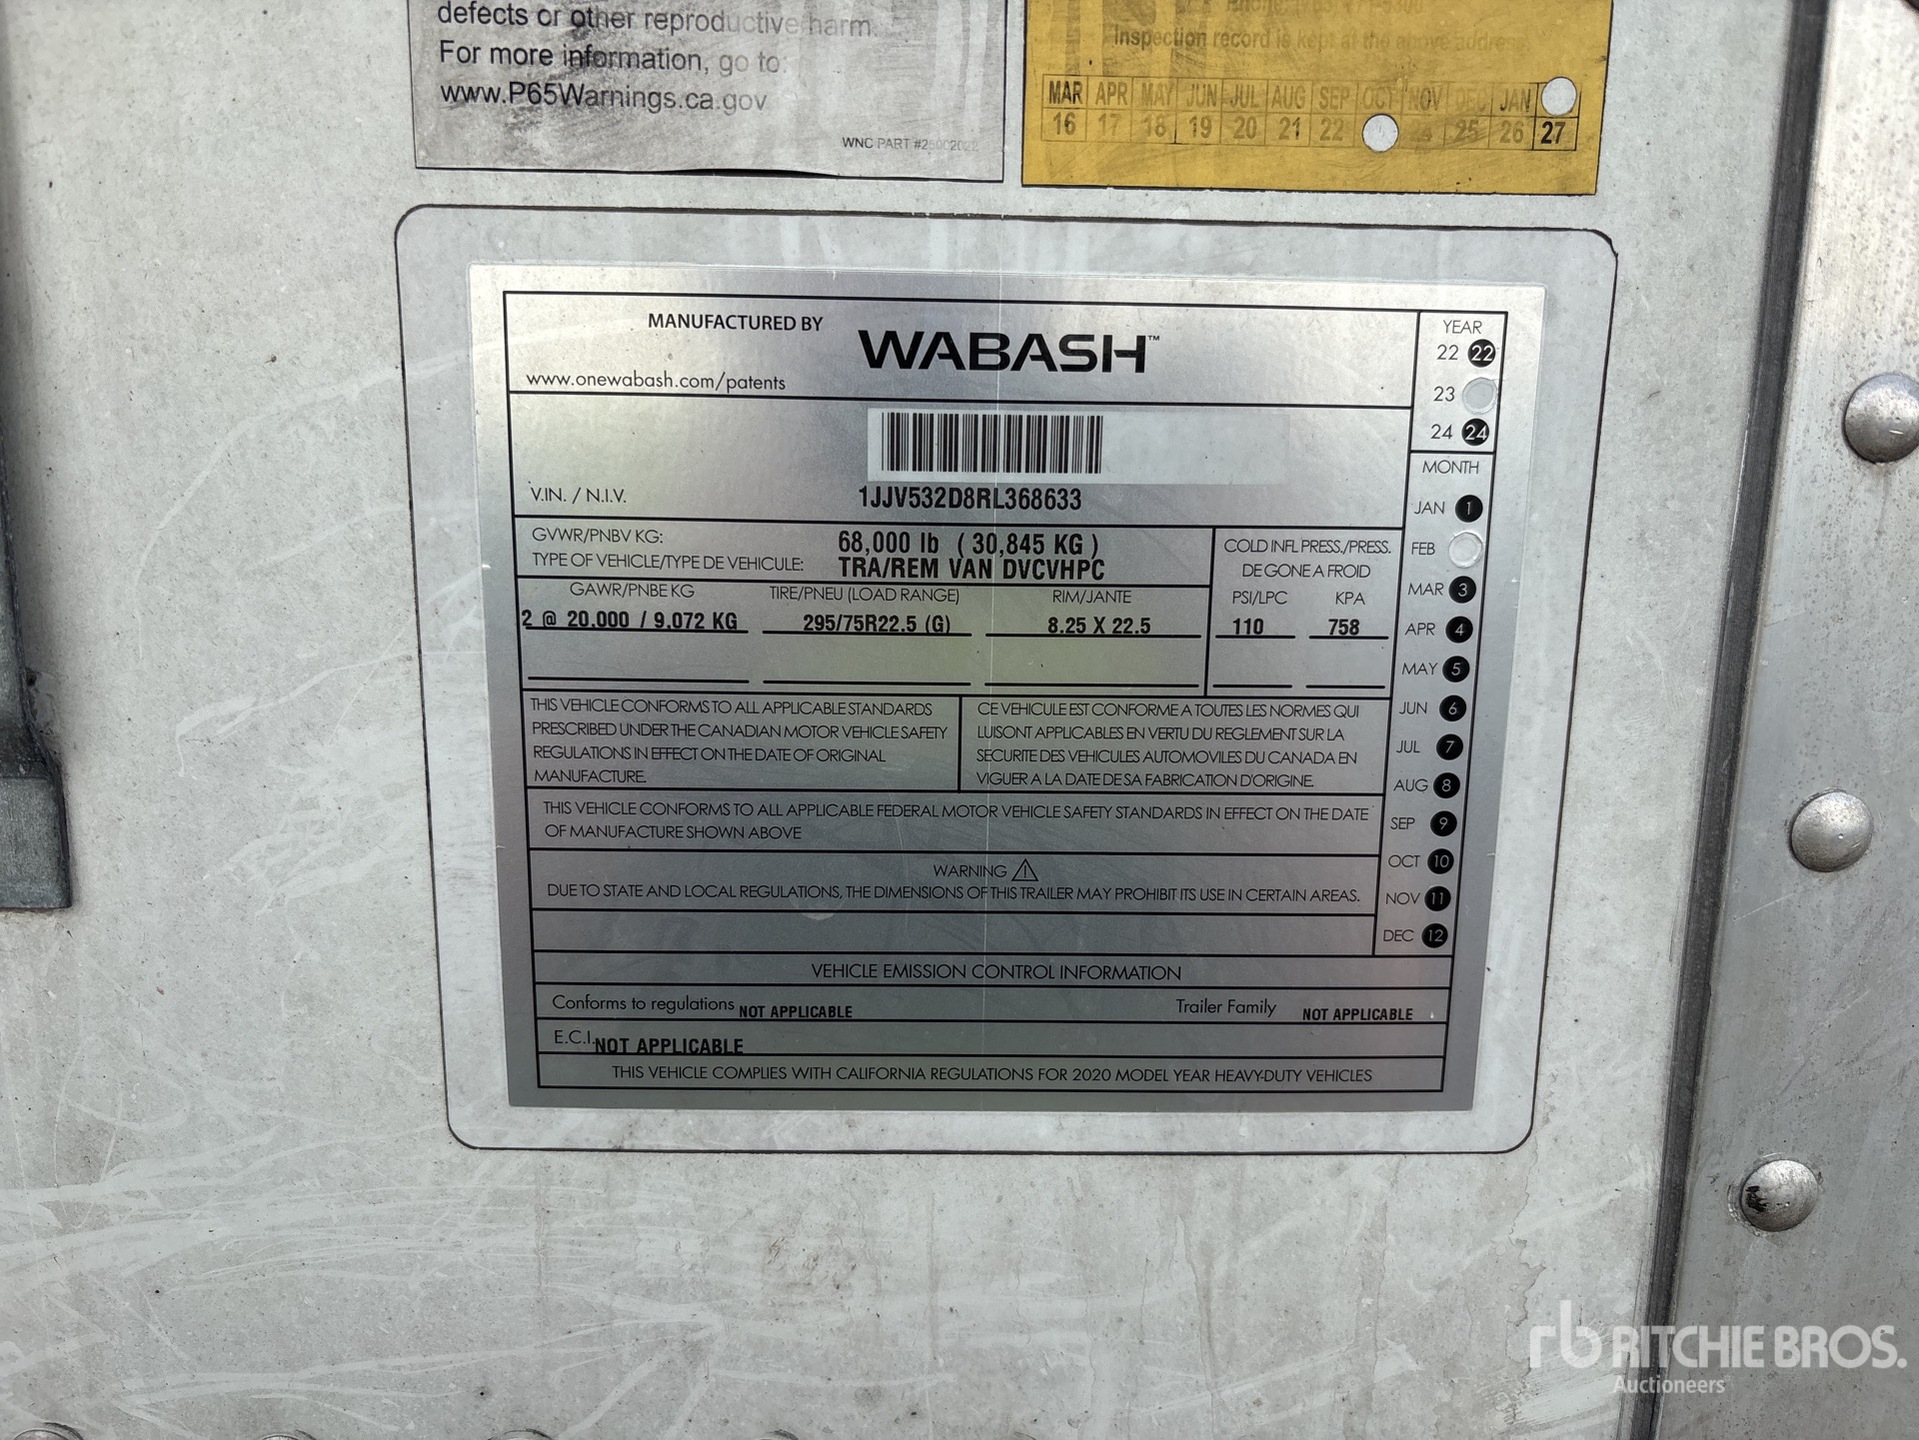 defects or other reproductive harm.
For more information, go to:
www.P65Warnings.ca.gov
WNC PART
Inspection record is kept at the above address
MAR APR MAY JUN JUL AUG SEP OCT NOV JAN
16 17 18 19 20 21 22 25 26 27
MANUFACTURED BY WABASH™
www.onewabash.com/patents
V.IN. / N.I.V. 1JJV532D8RL368633
GVWR/PNBV KG: 68,000 lb ( 30,845 KG )
TYPE OF VEHICLE/TYPE DE VEHICULE: TRA/REM VAN DVCVHPC
COLD INFL PRESS./PRESS.
DE GONE A FROID
GAWR/PNBE KG TIRE/PNEU (LOAD RANGE) RIM/JANTE PSI/LPC KPA
2 @ 20,000 / 9,072 KG 295/75R22.5 (G) 8.25 X 22.5 110 758
THIS VEHICLE CONFORMS TO ALL APPLICABLE STANDARDS
PRESCRIBED UNDER THE CANADIAN MOTOR VEHICLE SAFETY
REGULATIONS IN EFFECT ON THE DATE OF ORIGINAL
MANUFACTURE.
CE VEHICULE EST CONFORME A TOUTES LES NORMES QUI
LUISONT APPLICABLES EN VERTU DU REGLEMENT SUR LA
SECURITE DES VEHICULES AUTOMOVILES DU CANADA EN
VIGUER A LA DATE DE SA FABRICATION D'ORIGINE.
THIS VEHICLE CONFORMS TO ALL APPLICABLE FEDERAL MOTOR VEHICLE SAFETY STANDARDS IN EFFECT ON THE DATE
OF MANUFACTURE SHOWN ABOVE
WARNING
DUE TO STATE AND LOCAL REGULATIONS, THE DIMENSIONS OF THIS TRAILER MAY PROHIBIT ITS USE IN CERTAIN AREAS.
YEAR
22 22
23
24 24
MONTH
JAN 1
FEB
MAR 3
APR 4
MAY 5
JUN 6
JUL 7
AUG 8
SEP 9
OCT 10
NOV 11
DEC 12
VEHICLE EMISSION CONTROL INFORMATION
Conforms to regulations NOT APPLICABLE Trailer Family NOT APPLICABLE
E.C.I. NOT APPLICABLE
THIS VEHICLE COMPLIES WITH CALIFORNIA REGULATIONS FOR 2020 MODEL YEAR HEAVY-DUTY VEHICLES
rb RITCHIE BROS.
Auctioneers